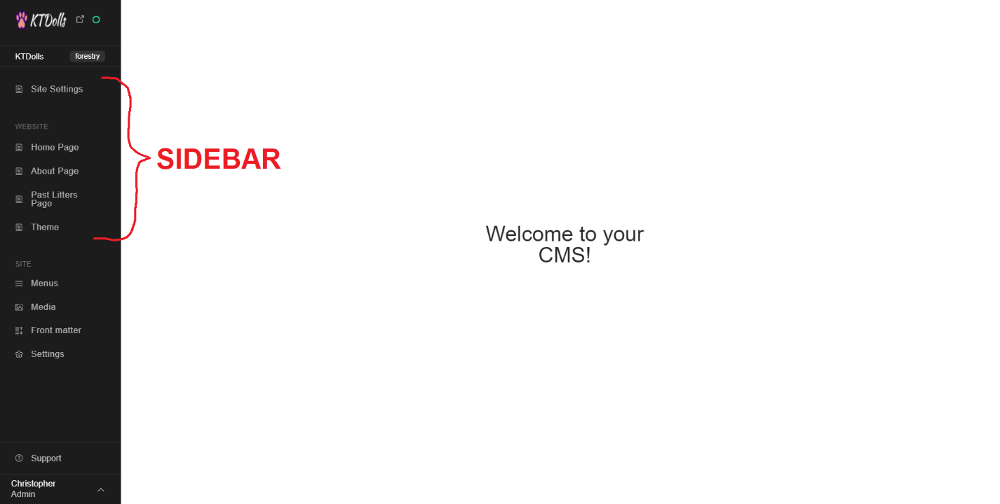 KTDolls
KTDolls forestry
Site Settings
WEBSITE
Home Page
About Page
Past Litters
Page
Theme
SITE
Menus
Media
Front matter
Settings
Support
Christopher
Admin
SIDEBAR
Welcome to your
CMS!